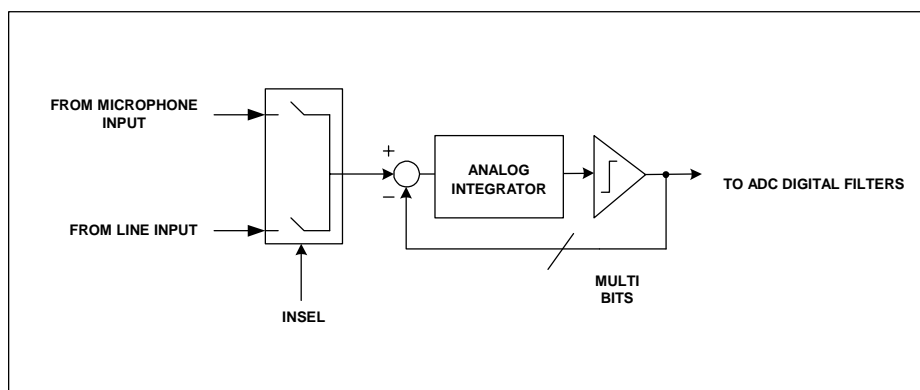 FROM MICROPHONE
INPUT
FROM LINE INPUT
INSEL
+
−
ANALOG
INTEGRATOR
TO ADC DIGITAL FILTERS
MULTI
BITS